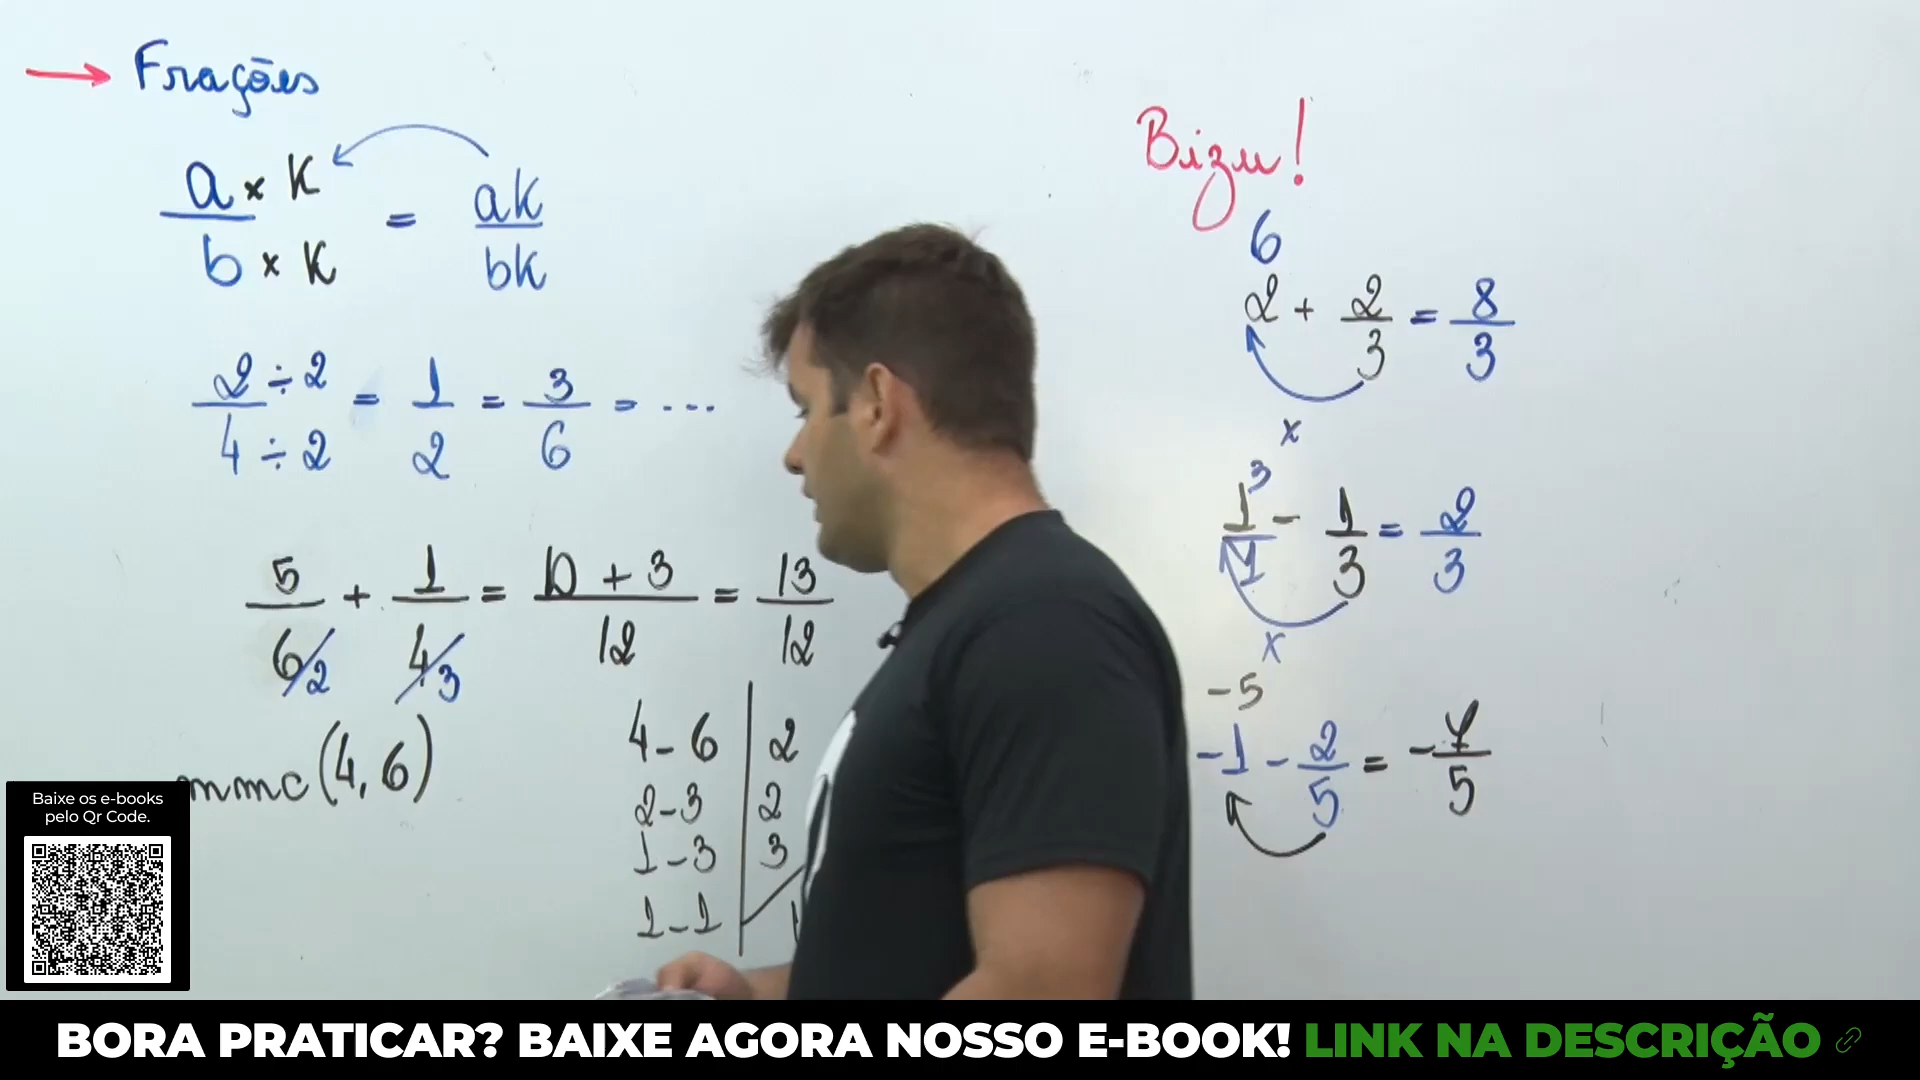 → Frações
a × k / b × k = ak / bk
2 ÷ 2 / 4 ÷ 2 = 1/2 = 3/6 = ...
5 / 6/2 + 1 / 4/3 = 10 + 3 / 12 = 13/12
mmc (4, 6)
4 - 6 | 2
2 - 3 | 2
1 - 3 | 3
1 - 1
Bizu!
6
2 + 2/3 = 8/3
x
3
1/1 - 1/3 = 2/3
x
-5
-1 - 2/5 = -7/5
Baixe os e-books
pelo Qr Code.
BORA PRATICAR? BAIXE AGORA NOSSO E-BOOK! LINK NA DESCRIÇÃO